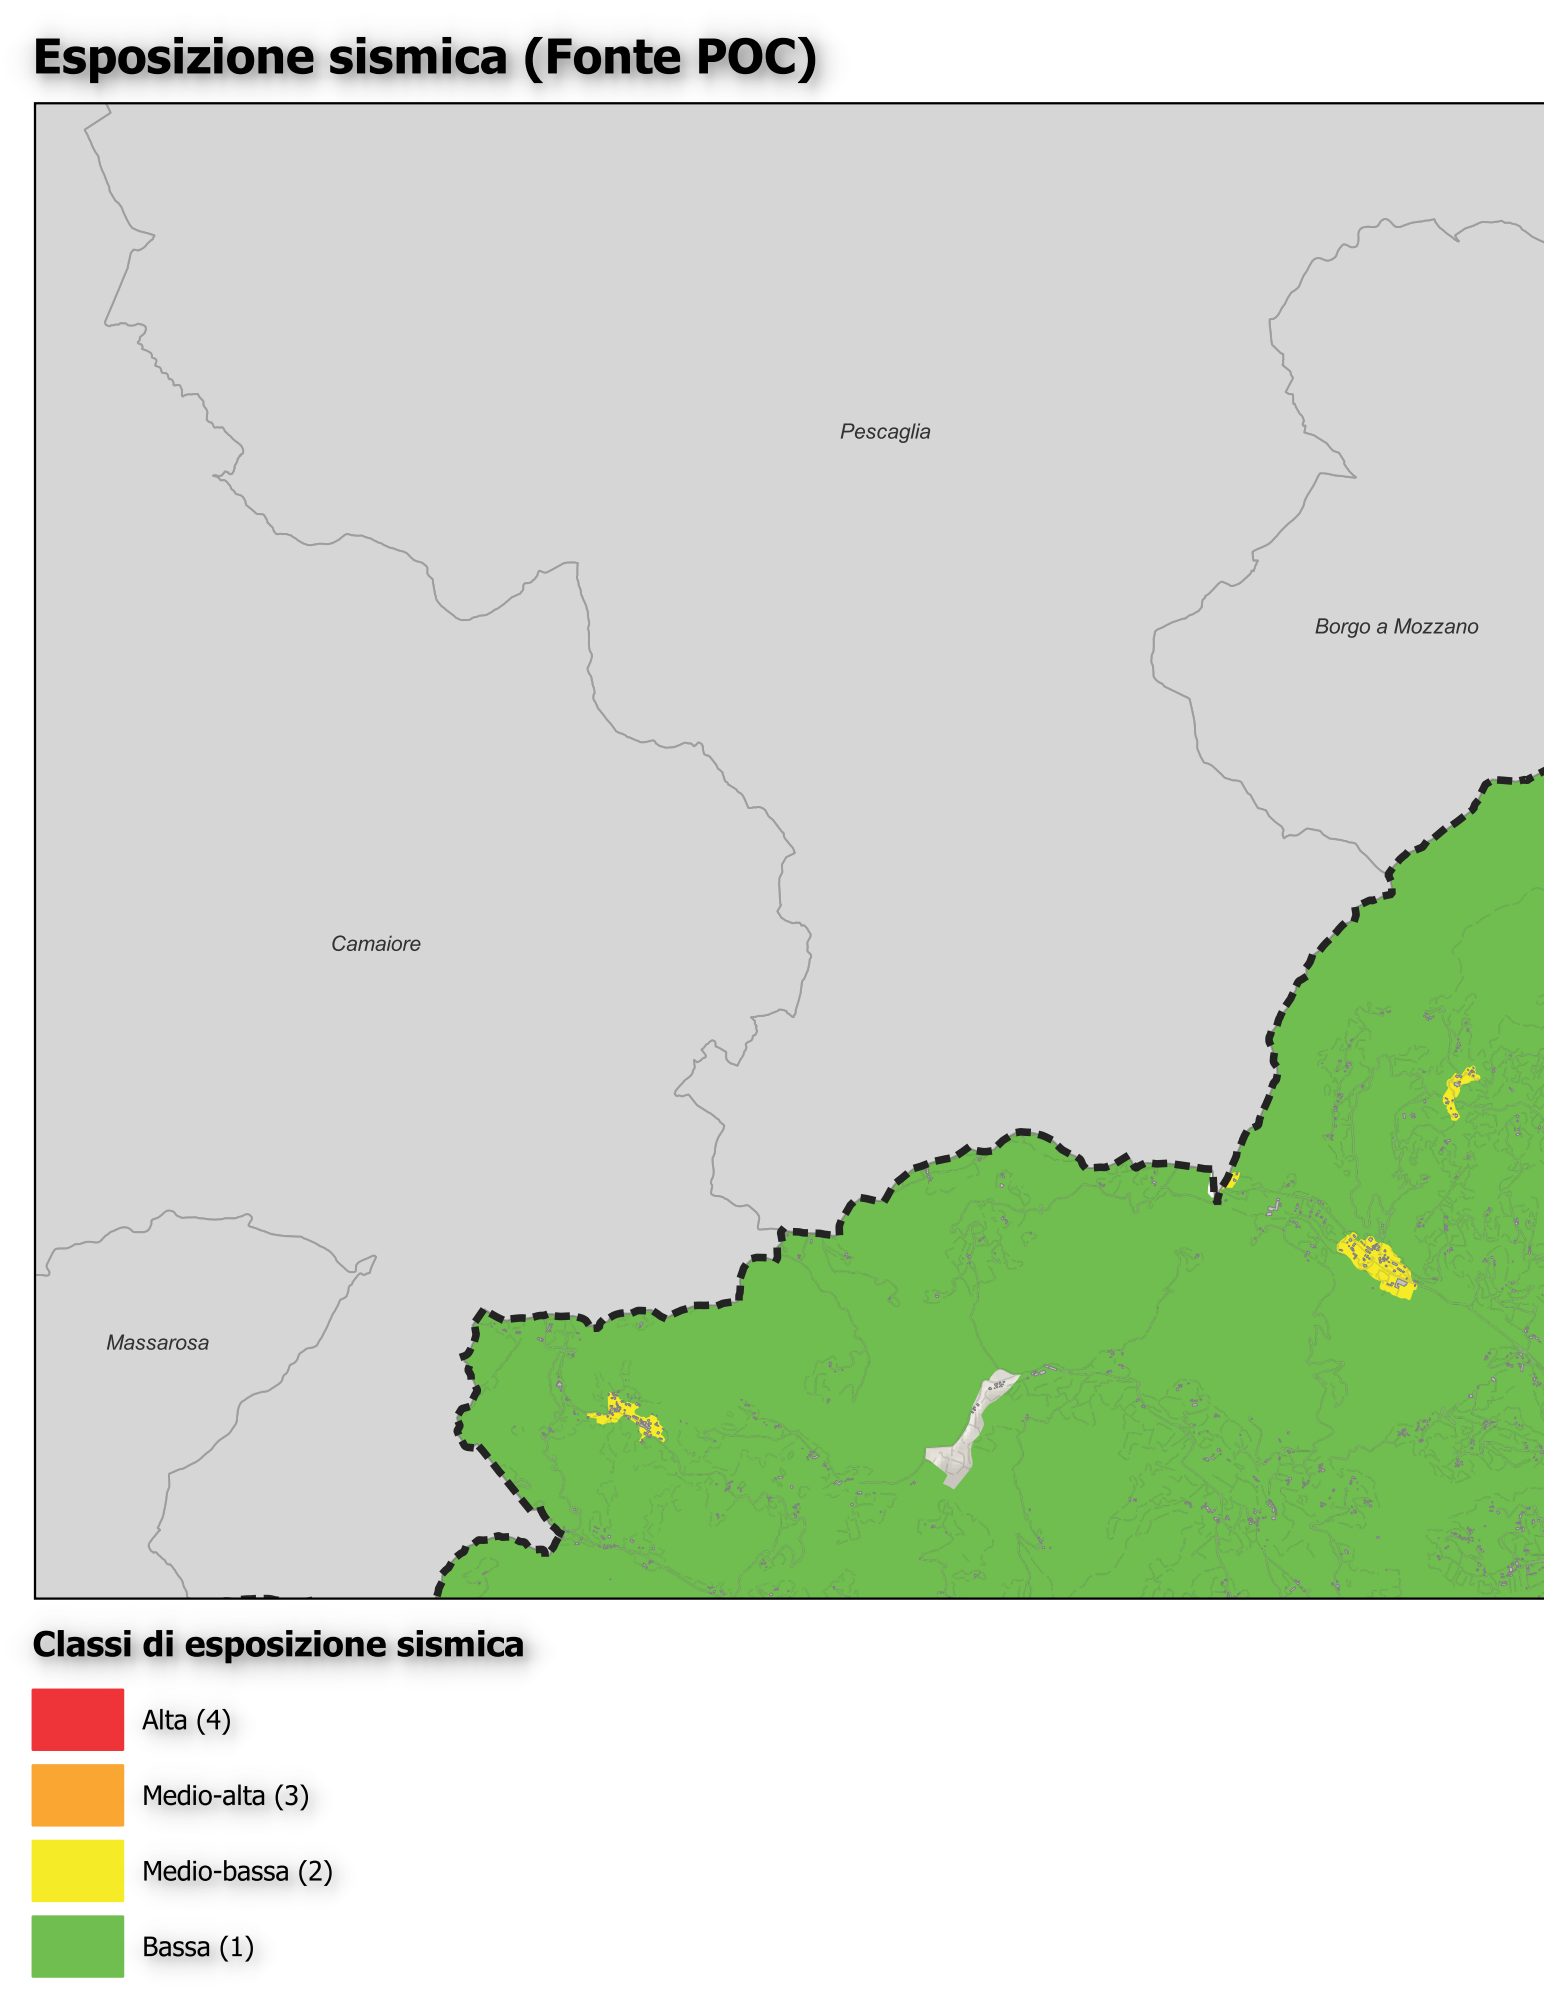 Esposizione sismica (Fonte POC)
Pescaglia
Borgo a Mozzano
Camaiore
Massarosa
Classi di esposizione sismica
Alta (4)
Medio-alta (3)
Medio-bassa (2)
Bassa (1)